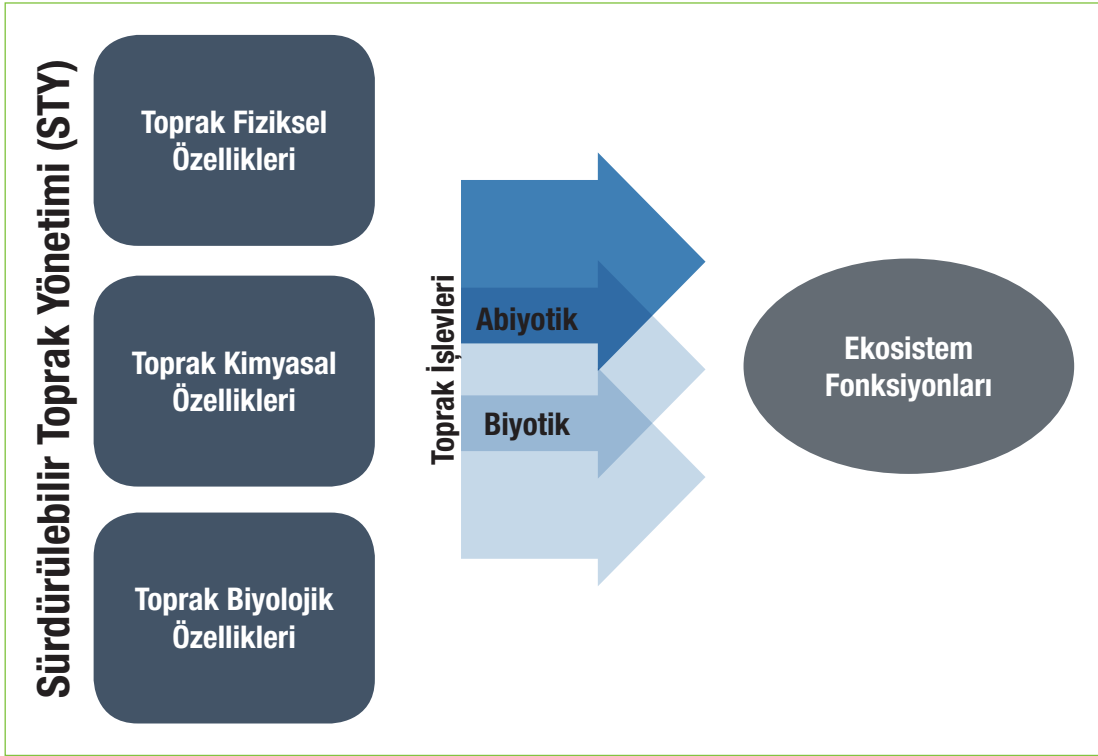 Sürdürülebilir Toprak Yönetimi (STY)
Toprak Fiziksel
Özellikleri
Toprak Kimyasal
Özellikleri
Toprak Biyolojik
Özellikleri
Toprak İşlevleri
Abiyotik
Biyotik
Ekosistem
Fonksiyonları